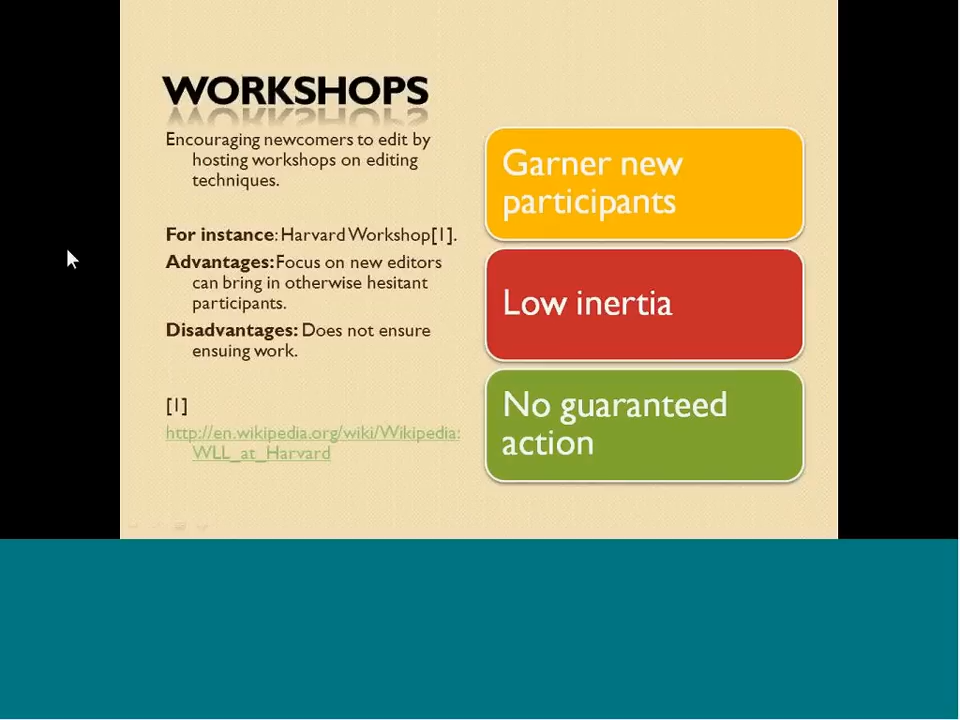 WORKSHOPS
Encouraging newcomers to edit by
hosting workshops on editing
techniques.
For instance: Harvard Workshop[1].
Advantages: Focus on new editors
can bring in otherwise hesitant
participants.
Disadvantages: Does not ensure
ensuing work.
[1]
http://en.wikipedia.org/wiki/Wikipedia:
WLL_at_Harvard
Garner new
participants
Low inertia
No guaranteed
action